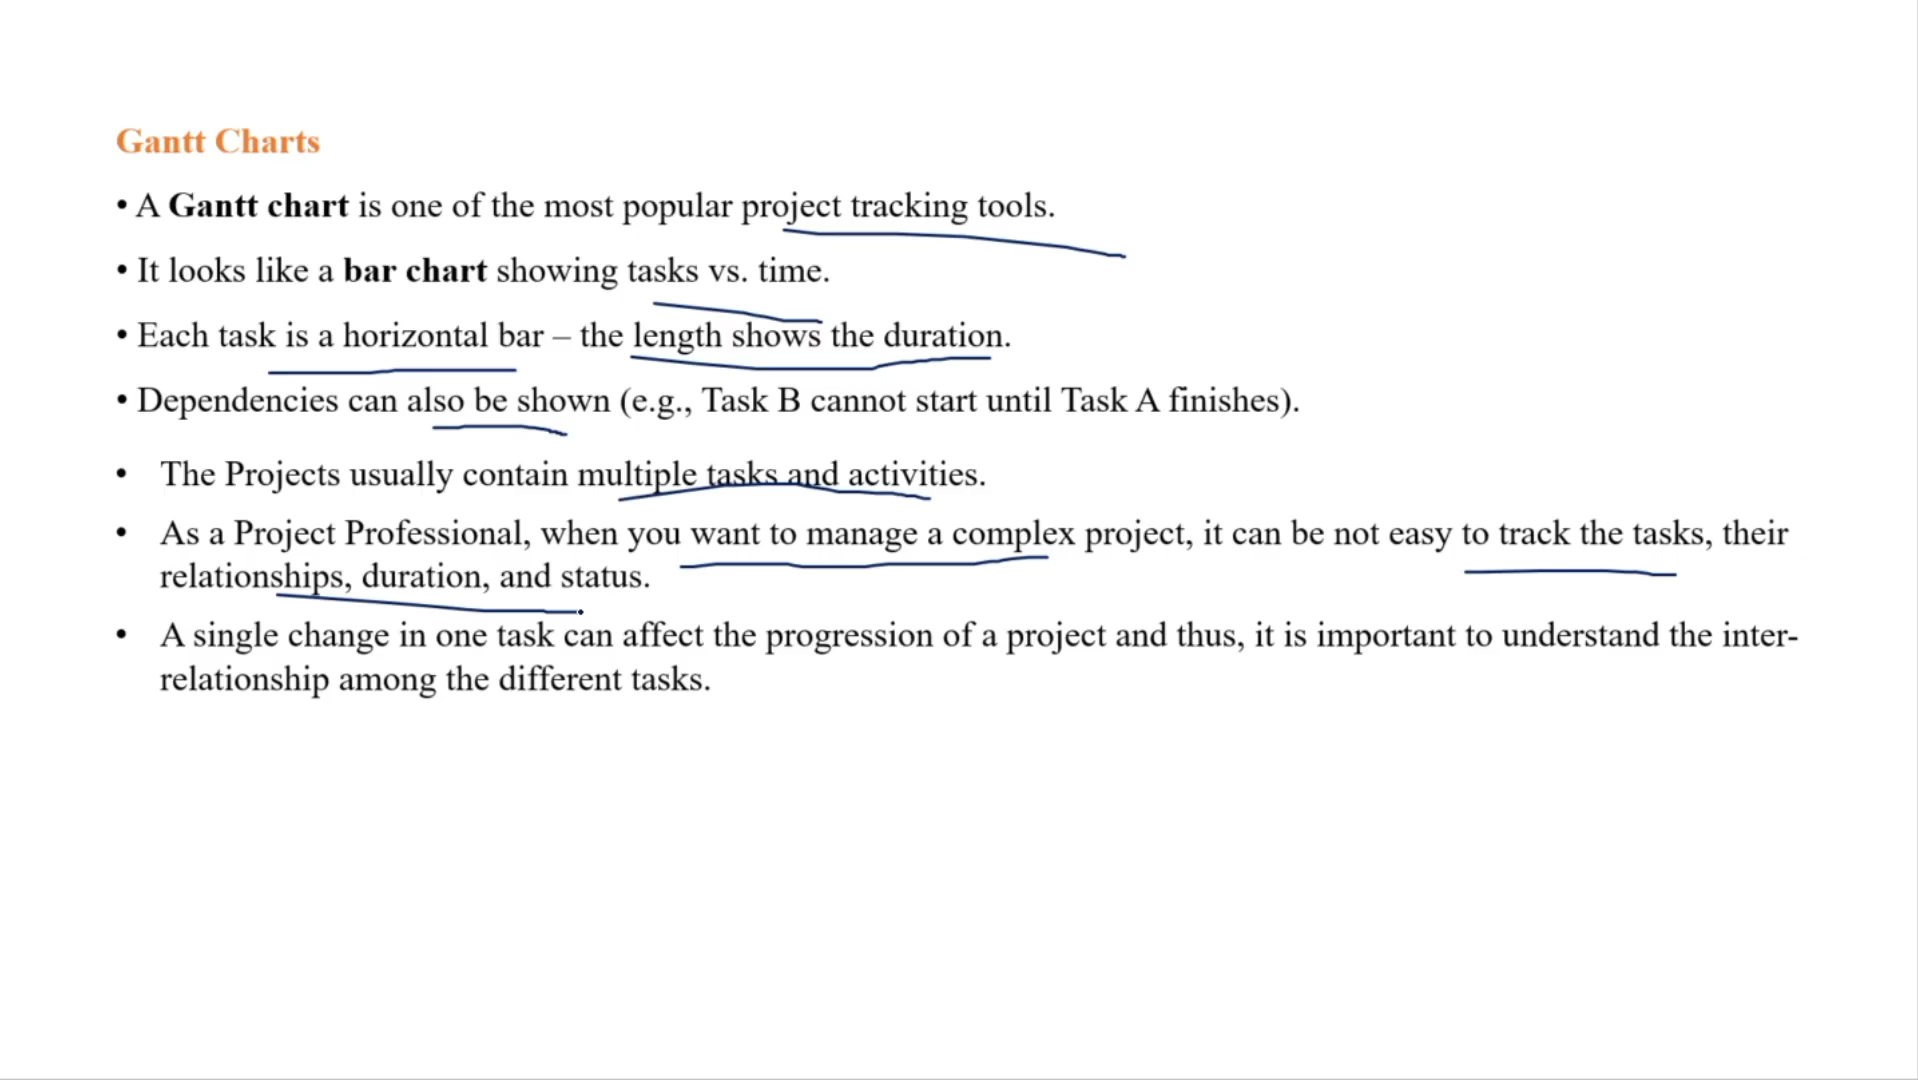 Gantt Charts
• A Gantt chart is one of the most popular project tracking tools.
• It looks like a bar chart showing tasks vs. time.
• Each task is a horizontal bar – the length shows the duration.
• Dependencies can also be shown (e.g., Task B cannot start until Task A finishes).
• The Projects usually contain multiple tasks and activities.
• As a Project Professional, when you want to manage a complex project, it can be not easy to track the tasks, their
relationships, duration, and status.
• A single change in one task can affect the progression of a project and thus, it is important to understand the inter-
relationship among the different tasks.